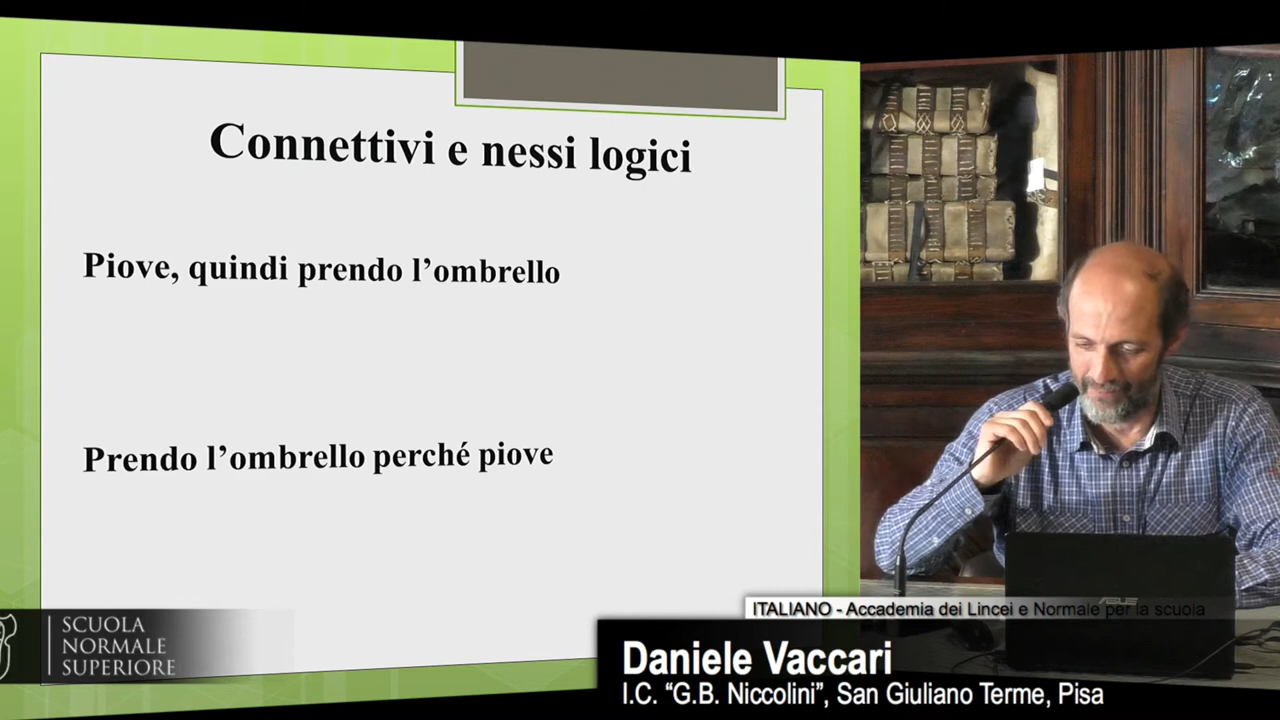 Connettivi e nessi logici
Piove, quindi prendo l’ombrello
Prendo l’ombrello perché piove
SCUOLA
NORMALE
SUPERIORE
ITALIANO - Accademia dei Lincei e Normale per la scuola
Daniele Vaccari
I.C. “G.B. Niccolini”, San Giuliano Terme, Pisa
ASUS